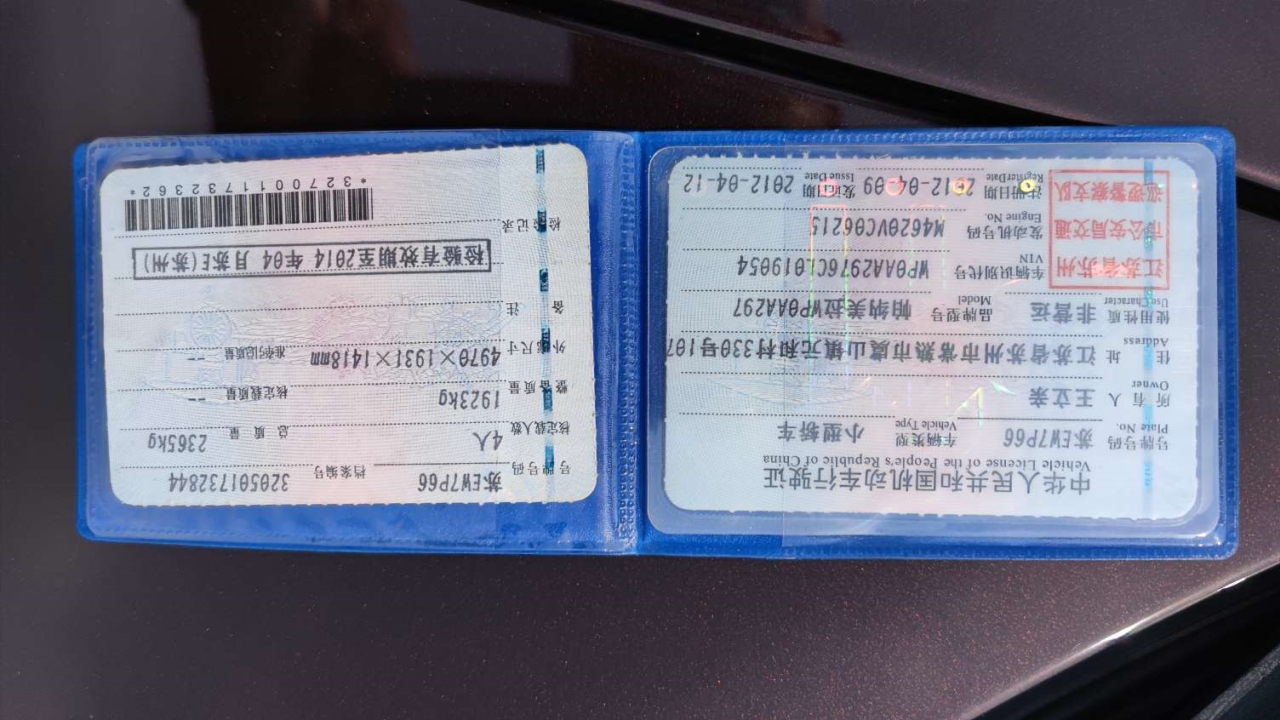 中华人民共和国机动车行驶证
Vehicle License of the People's Republic of China
号牌号码 苏EW7P66 车辆类型 小型轿车
Plate No. Vehicle Type
所有人 王立亲
Owner
住址 江苏省苏州市常熟市虞山镇元和村330号107
Address
使用性质 非营运 品牌型号 帕纳美拉WP0AA297
Use Character Model
江苏省苏州
市公安局交通
巡逻警察支队
车辆识别代号 WP0AA2976CL019054
VIN
发动机号码 M4620VC06215
Engine No.
注册日期 2012-04-09 发证日期 2012-04-12
Register Date Issue Date
号牌号码 苏EW7P66 档案编号 320501732844
核定载人数 4人 总质量 2365kg
整备质量 1923kg 核定载质量 --
外廓尺寸 4970×1931×1418mm 准牵引总质量 --
备注
检验有效期至2014年04月苏E(苏州)
检验记录
*3270011732362*